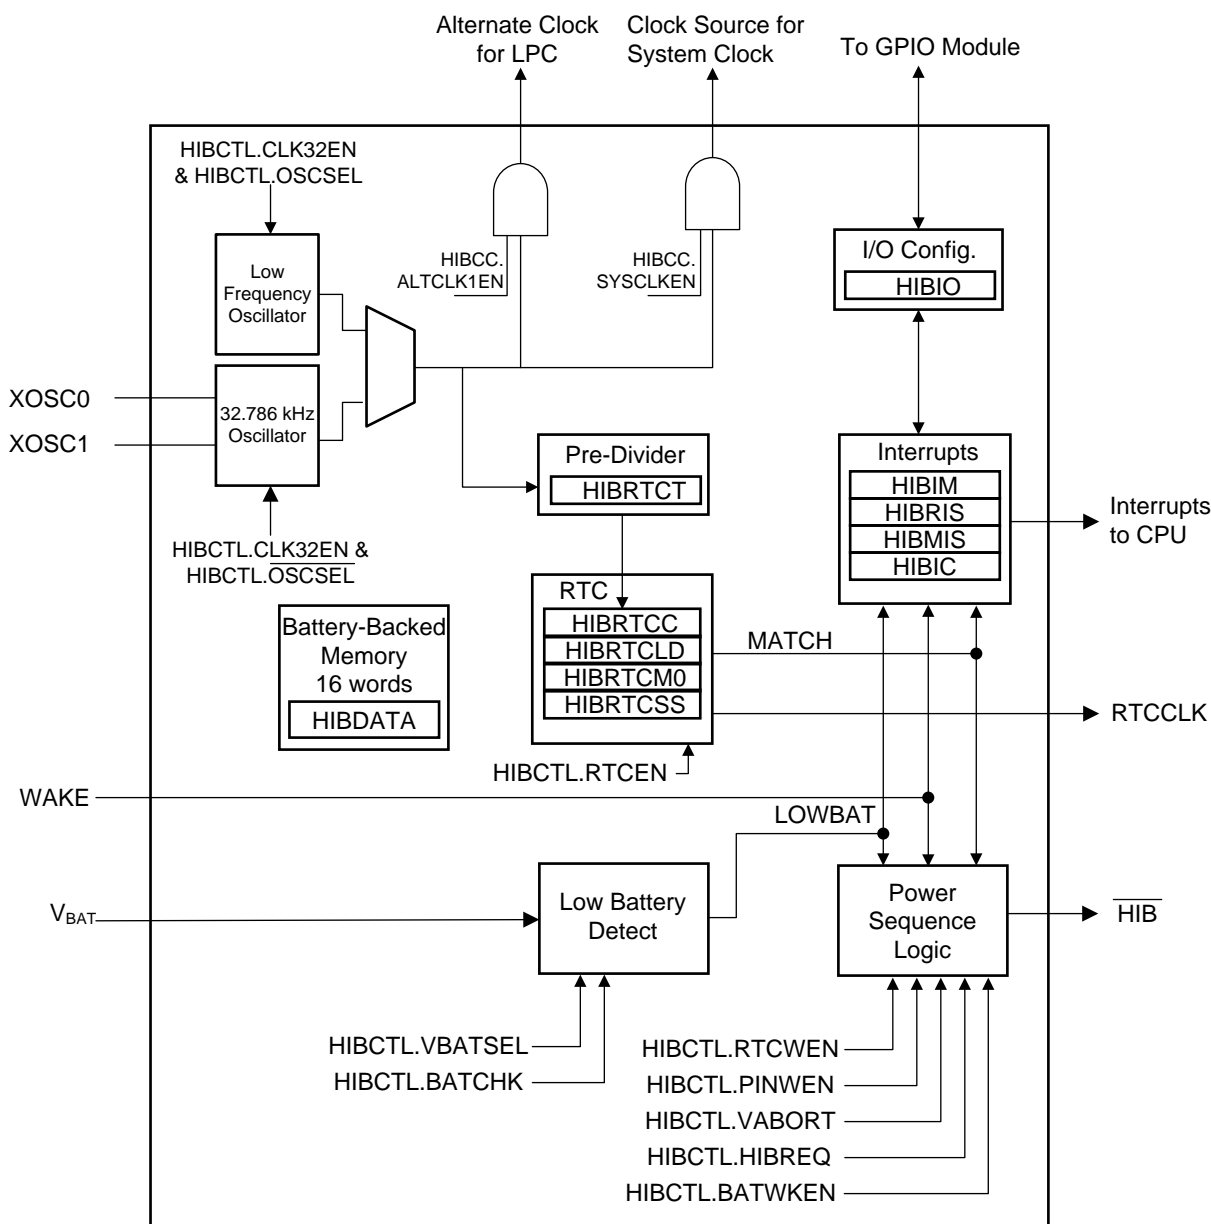 Alternate Clock
for LPC
Clock Source for
System Clock
To GPIO Module
HIBCTL.CLK32EN
& HIBCTL.OSCSEL
Low
Frequency
Oscillator
HIBCC.
ALTCLK1EN
HIBCC.
SYSCLKEN
I/O Config.
HIBIO
XOSC0
XOSC1
32.786 kHz
Oscillator
HIBCTL.CLK32EN &
HIBCTL.OSCSEL
Pre-Divider
HIBRTCT
Interrupts
HIBIM
HIBRIS
HIBMIS
HIBIC
Interrupts
to CPU
Battery-Backed
Memory
16 words
HIBDATA
RTC
HIBRTCC
HIBRTCLD
HIBRTCM0
HIBRTCSS
MATCH
RTCCLK
HIBCTL.RTCEN
WAKE
LOWBAT
VBAT
Low Battery
Detect
Power
Sequence
Logic
HIB
HIBCTL.VBATSEL
HIBCTL.BATCHK
HIBCTL.RTCWEN
HIBCTL.PINWEN
HIBCTL.VABORT
HIBCTL.HIBREQ
HIBCTL.BATWKEN